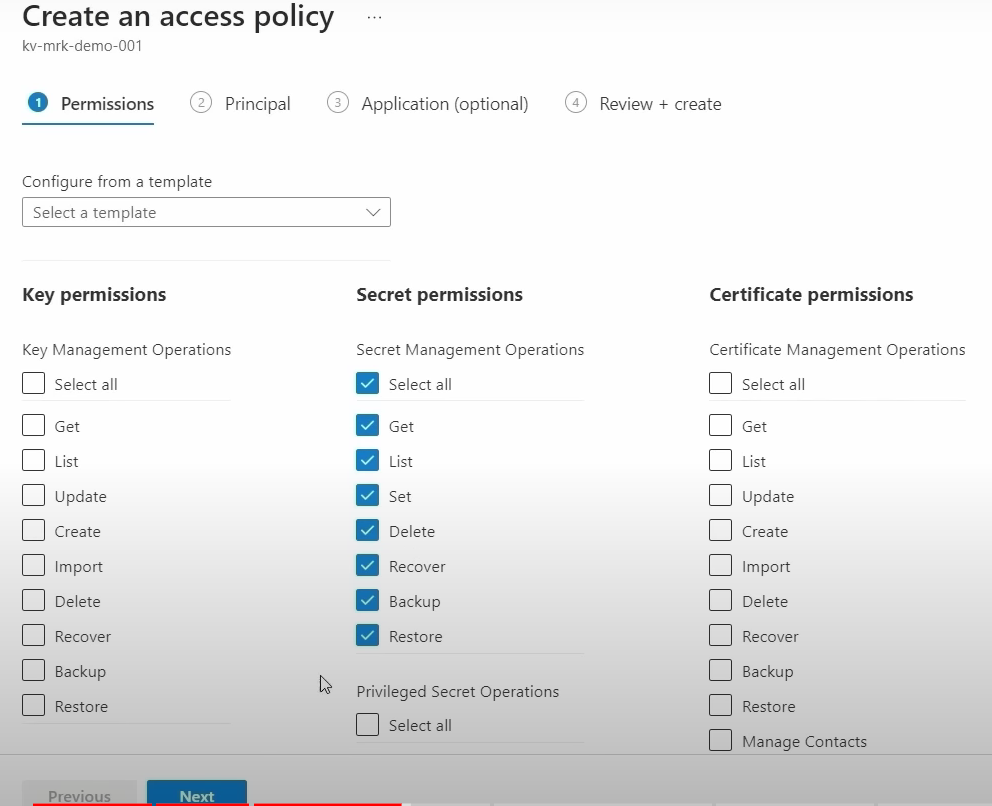 Create an access policy ...
kv-mrk-demo-001
1 Permissions
2 Principal
3 Application (optional)
4 Review + create
Configure from a template
Select a template
Key permissions
Key Management Operations
Select all
Get
List
Update
Create
Import
Delete
Recover
Backup
Restore
Secret permissions
Secret Management Operations
Select all
Get
List
Set
Delete
Recover
Backup
Restore
Privileged Secret Operations
Select all
Certificate permissions
Certificate Management Operations
Select all
Get
List
Update
Create
Import
Delete
Recover
Backup
Restore
Manage Contacts
Previous
Next